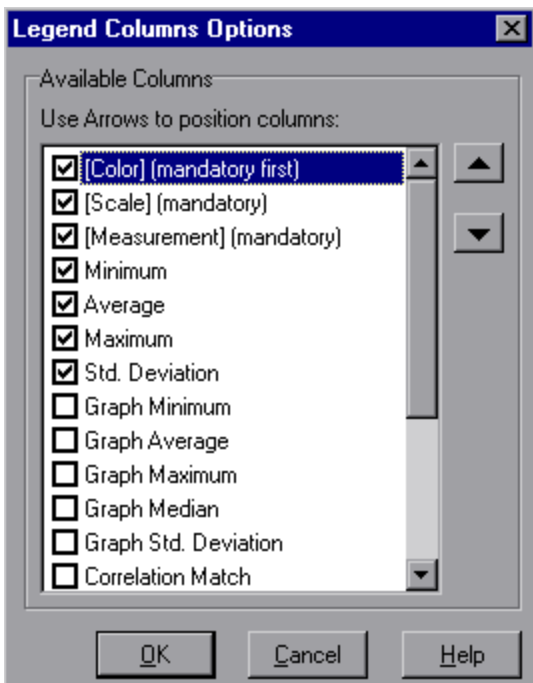 Legend Columns Options
Available Columns
Use Arrows to position columns:
[Color] (mandatory first)
[Scale] (mandatory)
[Measurement] (mandatory)
Minimum
Average
Maximum
Std. Deviation
Graph Minimum
Graph Average
Graph Maximum
Graph Median
Graph Std. Deviation
Correlation Match
OK Cancel Help